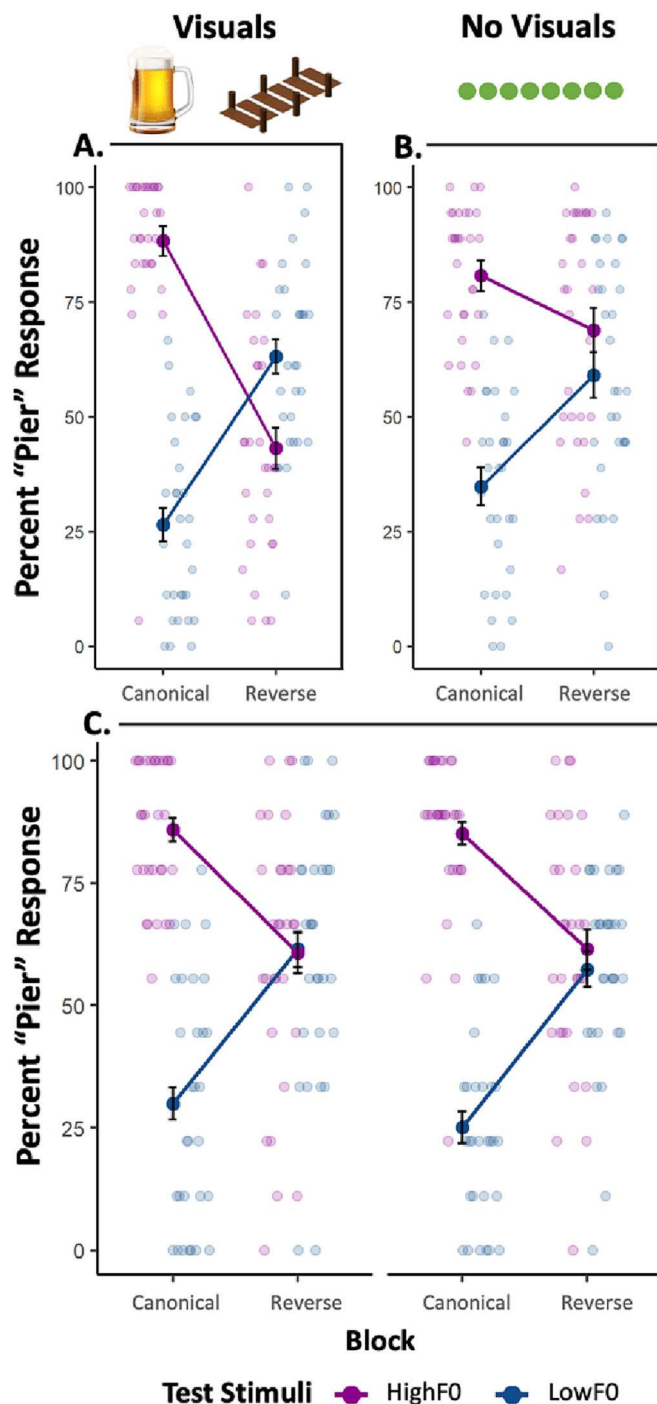 Visuals
No Visuals
A.
B.
Percent “Pier” Response
100
75
50
25
0
100
75
50
25
0
Canonical
Reverse
Canonical
Reverse
C.
Percent “Pier” Response
100
75
50
25
0
Canonical
Reverse
Canonical
Reverse
Block
Test Stimuli
HighF0
LowF0